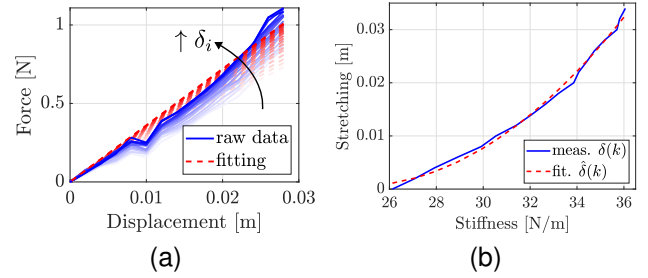 1
0.5
0
Force [N]
↑ δ_i
raw data
fitting
0
0.01
0.02
0.03
Displacement [m]
(a)
0.03
0.02
0.01
0
Stretching [m]
meas. δ(k)
fit. δ̂(k)
26
28
30
32
34
36
Stiffness [N/m]
(b)